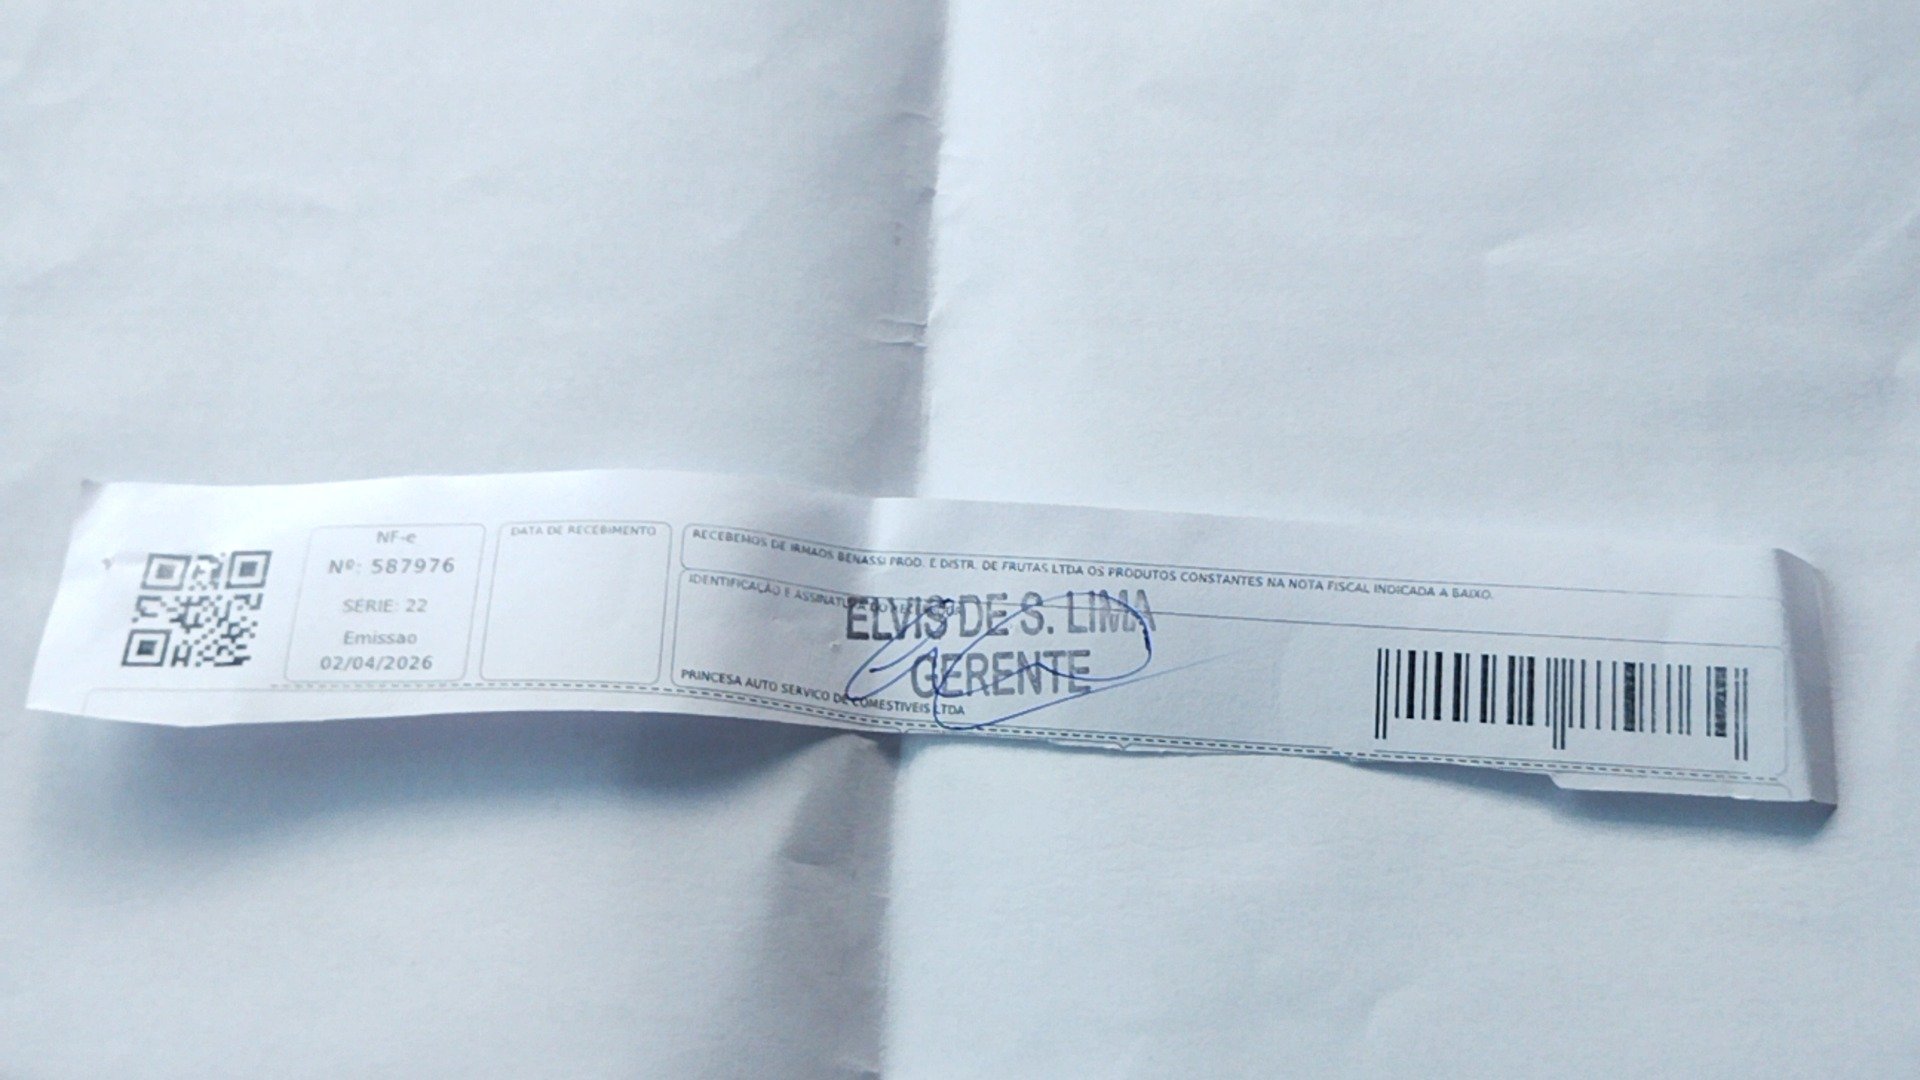 NF-e
Nº: 587976
SÉRIE: 22
Emissao
02/04/2026
DATA DE RECEBIMENTO
RECEBEMOS DE IRMAOS BENASSI PROD. E DISTR. DE FRUTAS LTDA OS PRODUTOS CONSTANTES NA NOTA FISCAL INDICADA A BAIXO.
IDENTIFICAÇÃO E ASSINATURA DO
ELVIS DE S. LIMA
GERENTE
PRINCESA AUTO SERVICO DE COMESTIVEIS LTDA